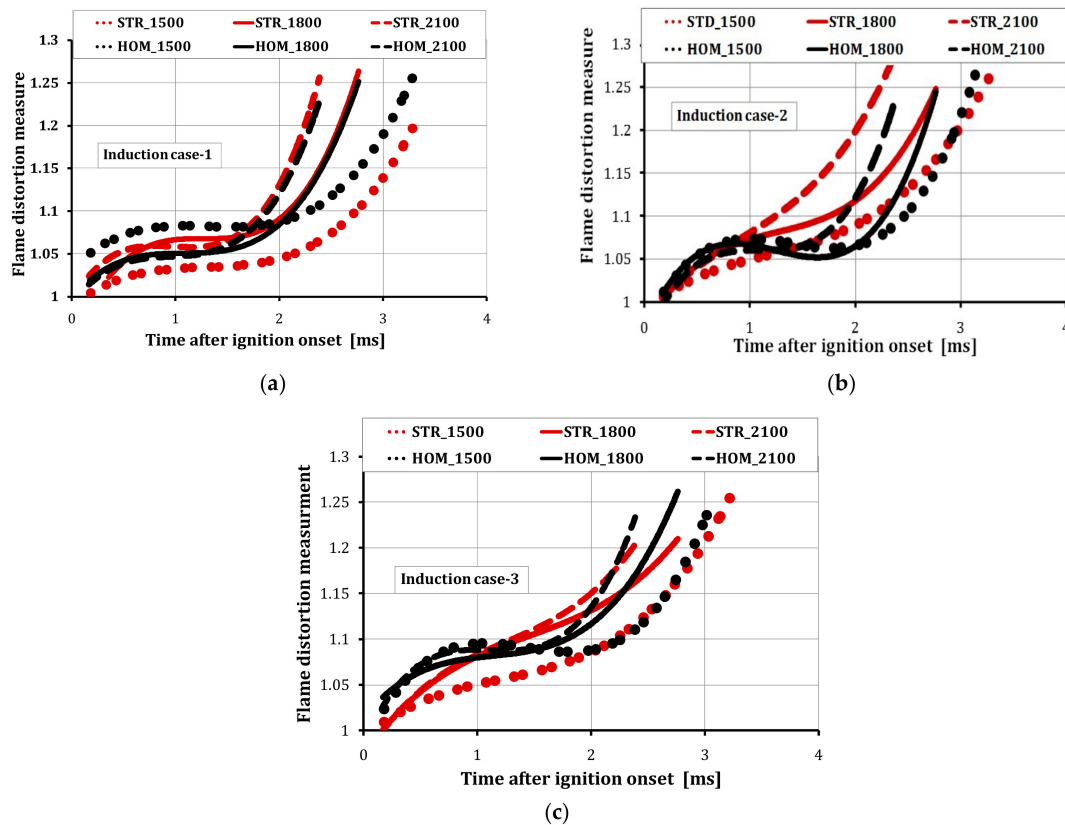 STR_1500 STR_1800 STR_2100
HOM_1500 HOM_1800 HOM_2100
1.3
1.25
1.2
1.15
1.1
1.05
1
Flame distortion measure
Induction case-1
0 1 2 3 4
Time after ignition onset [ms]
(a)
STD_1500 STR_1800 STR_2100
HOM_1500 HOM_1800 HOM_2100
1.3
1.25
1.2
1.15
1.1
1.05
1
Flame distortion measure
Induction case-2
0 1 2 3 4
Time after ignition onset [ms]
(b)
STR_1500 STR_1800 STR_2100
HOM_1500 HOM_1800 HOM_2100
1.3
1.25
1.2
1.15
1.1
1.05
1
Flame distortion measurment
Induction case-3
0 1 2 3 4
Time after ignition onset [ms]
(c)